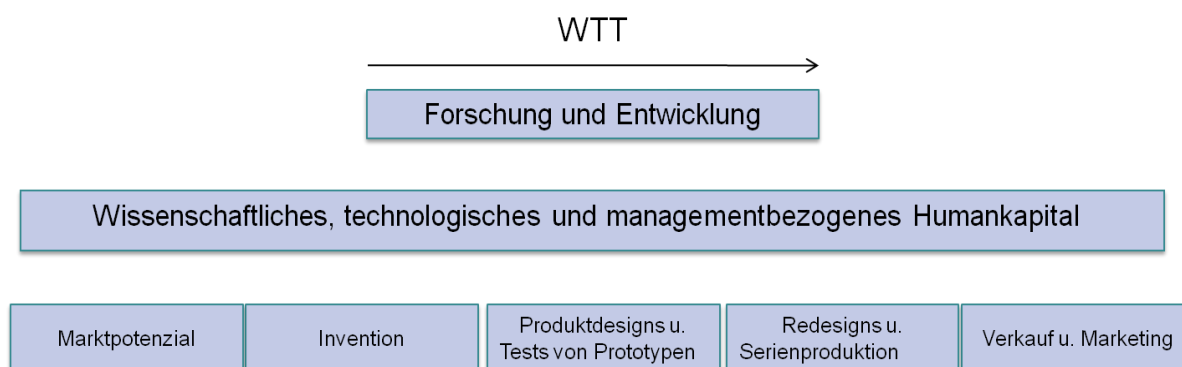 WTT
Forschung und Entwicklung
Wissenschaftliches, technologisches und managementbezogenes Humankapital
Marktpotenzial
Invention
Produktdesigns u.
Tests von Prototypen
Redesigns u.
Serienproduktion
Verkauf u. Marketing